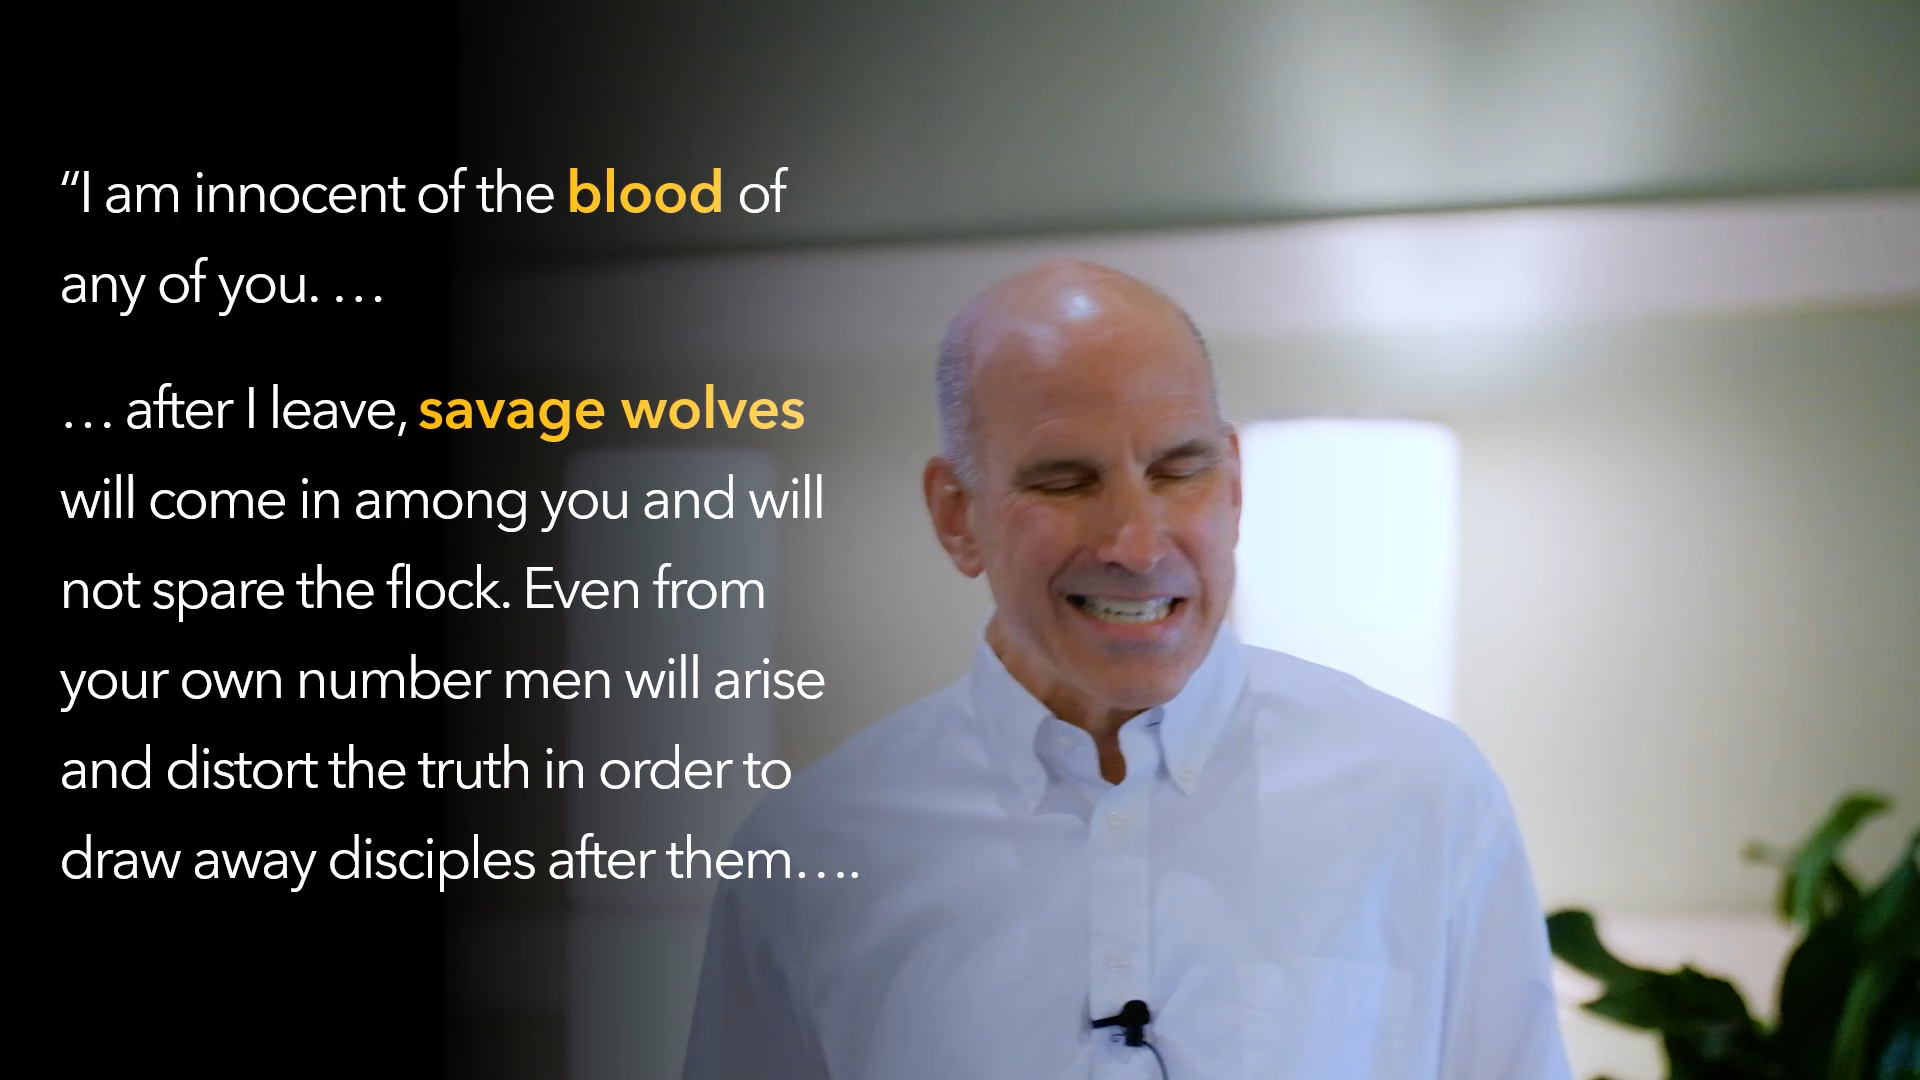 “I am innocent of the blood of
any of you. …
… after I leave, savage wolves
will come in among you and will
not spare the flock. Even from
your own number men will arise
and distort the truth in order to
draw away disciples after them….